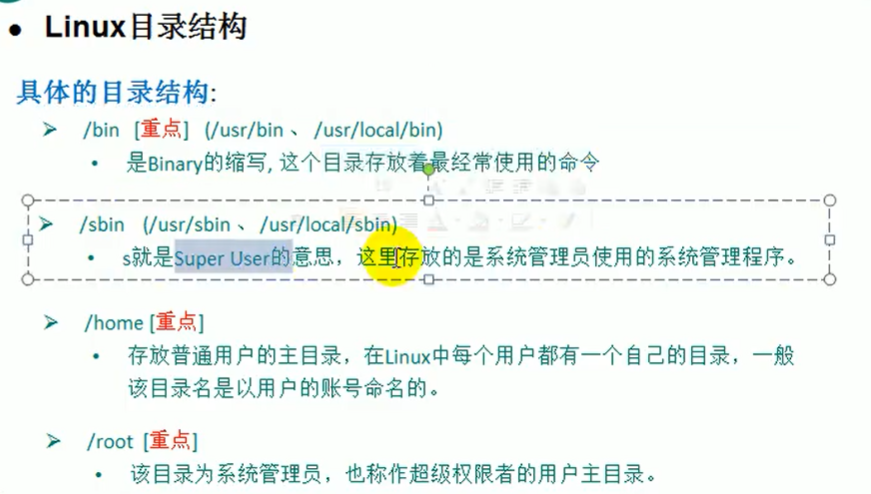 ● Linux目录结构
具体的目录结构:
➢ /bin [重点] (/usr/bin 、 /usr/local/bin)
• 是Binary的缩写, 这个目录存放着最经常使用的命令
➢ /sbin (/usr/sbin 、 /usr/local/sbin)
• s就是Super User的意思，这里存放的是系统管理员使用的系统管理程序。
➢ /home [重点]
• 存放普通用户的主目录，在Linux中每个用户都有一个自己的目录，一般
该目录名是以用户的账号命名的。
➢ /root [重点]
• 该目录为系统管理员，也称作超级权限者的用户主目录。